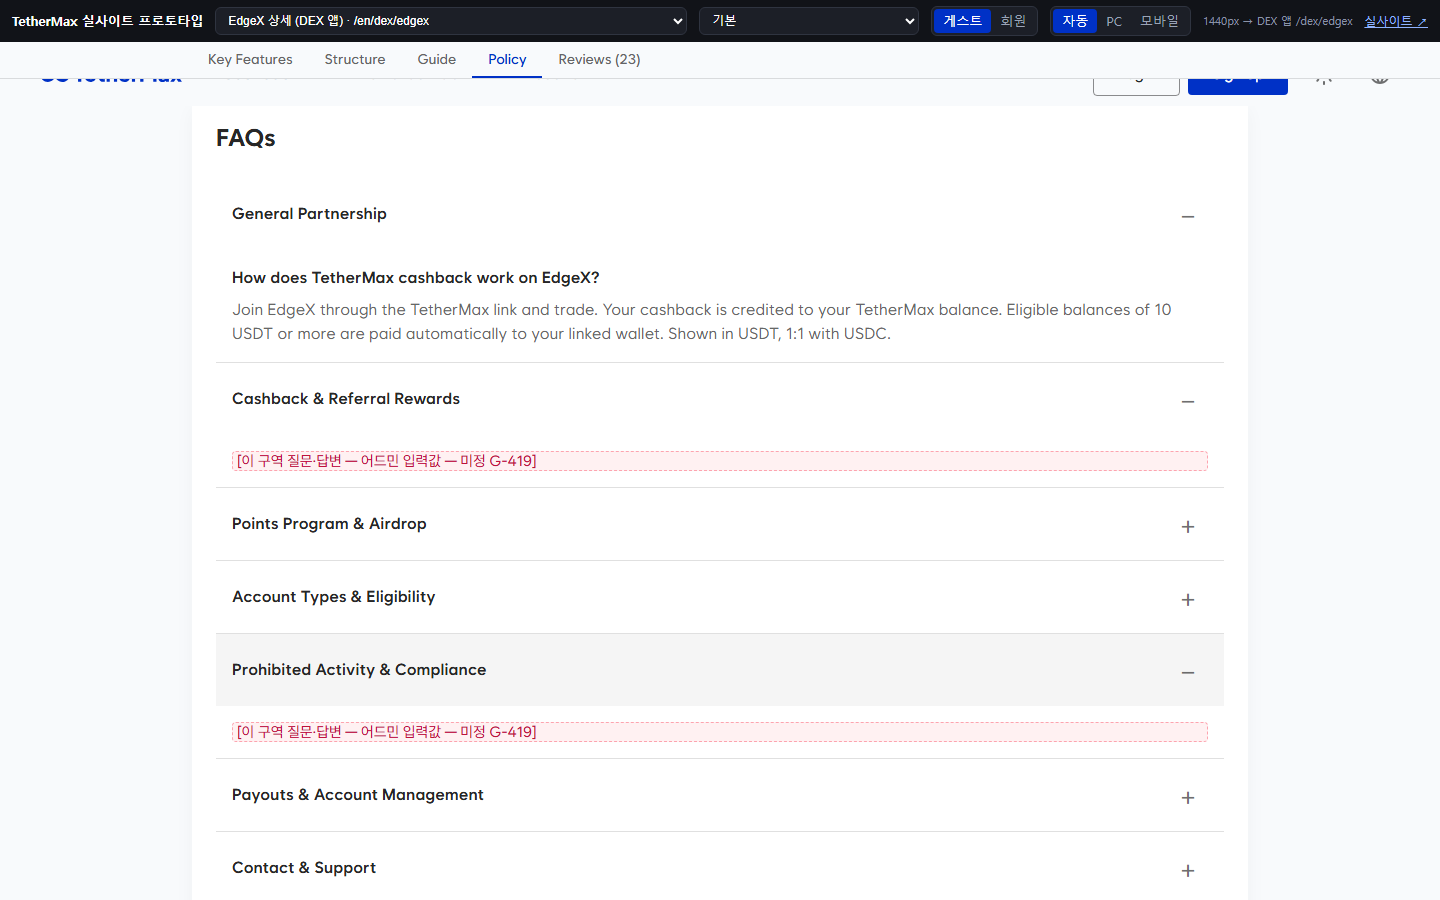 TetherMax 실사이트 프로토타입
EdgeX 상세 (DEX 앱) · /en/dex/edgex
기본
게스트 회원
자동 PC 모바일
1440px → DEX 앱 /dex/edgex
실사이트 ↗
Key Features Structure Guide Policy Reviews (23)
FAQs
General Partnership
How does TetherMax cashback work on EdgeX?
Join EdgeX through the TetherMax link and trade. Your cashback is credited to your TetherMax balance. Eligible balances of 10
USDT or more are paid automatically to your linked wallet. Shown in USDT, 1:1 with USDC.
Cashback & Referral Rewards
[이 구역 질문·답변 — 어드민 입력값 — 미정 G-419]
Points Program & Airdrop
Account Types & Eligibility
Prohibited Activity & Compliance
[이 구역 질문·답변 — 어드민 입력값 — 미정 G-419]
Payouts & Account Management
Contact & Support